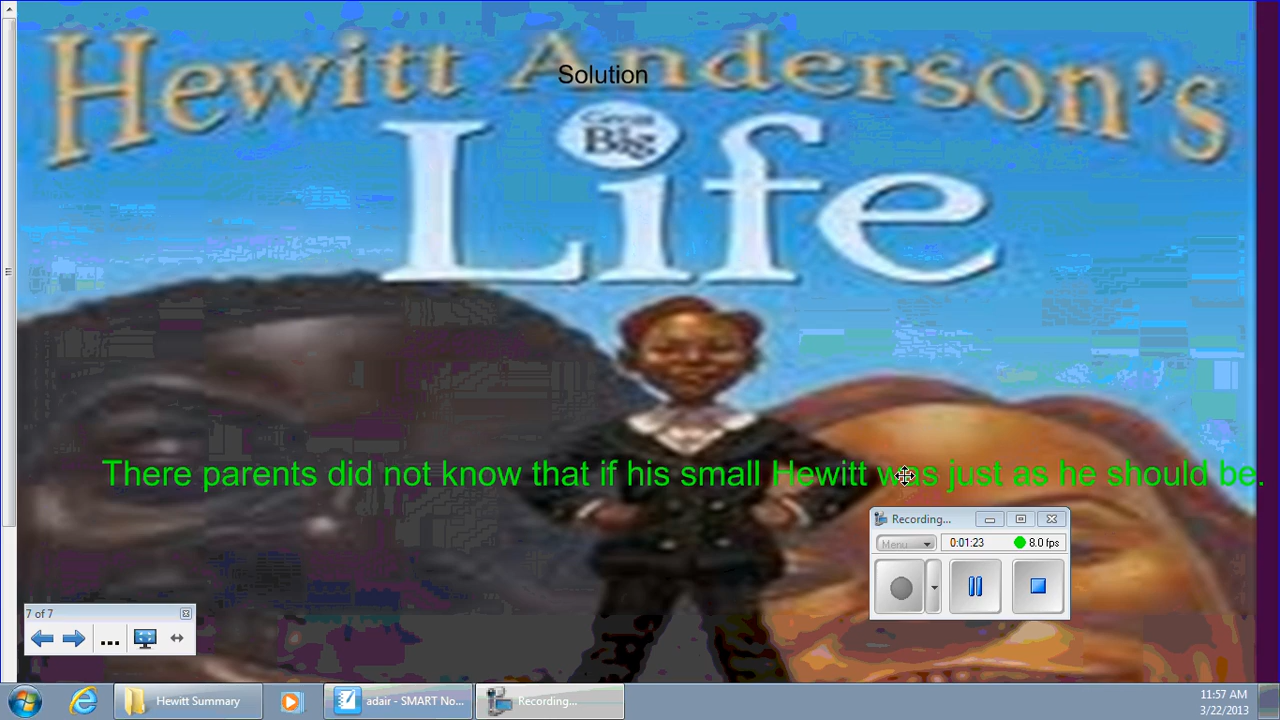 Hewitt Anderson's
Solution
Great
Big
Life
There parents did not know that if his small Hewitt was just as he should be.
Recording...
Menu
0:01:23
8.0 fps
7 of 7
...
Hewitt Summary
adair - SMART No...
Recording...
11:57 AM
3/22/2013